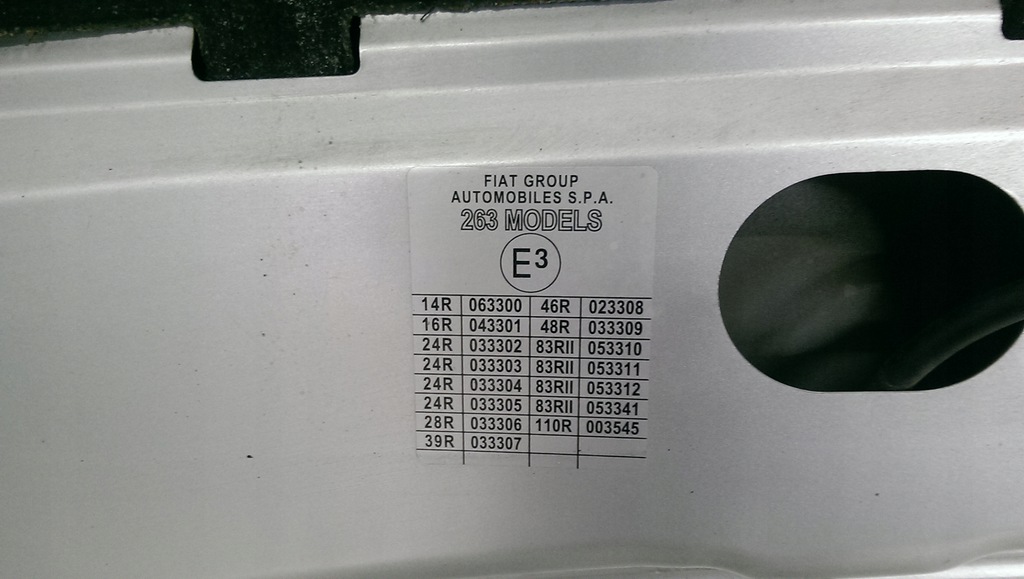 FIAT GROUP
AUTOMOBILES S.P.A.
263 MODELS
E3
14R 063300 46R 023308
16R 043301 48R 033309
24R 033302 83RII 053310
24R 033303 83RII 053311
24R 033304 83RII 053312
24R 033305 83RII 053341
28R 033306 110R 003545
39R 033307